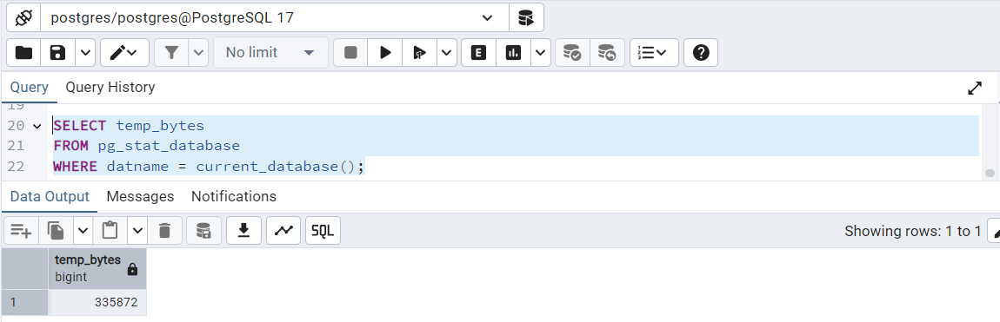 postgres/postgres@PostgreSQL 17
No limit
E
SQL
Query Query History
19
20 SELECT temp_bytes
21 FROM pg_stat_database
22 WHERE datname = current_database();
Data Output Messages Notifications
SQL
Showing rows: 1 to 1
temp_bytes
bigint
1 335872